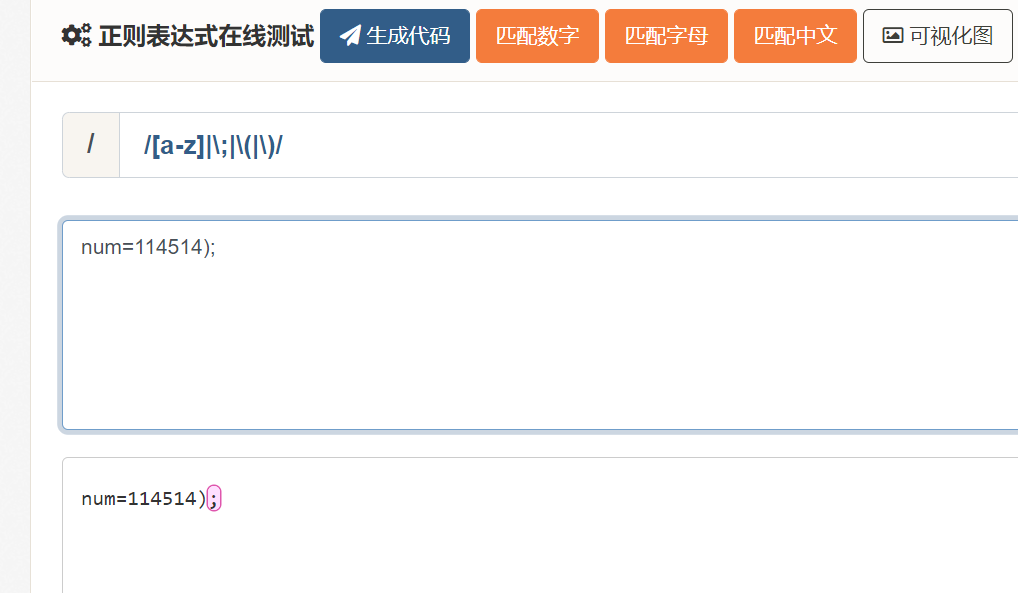 正则表达式在线测试 生成代码 匹配数字 匹配字母 匹配中文 可视化图
/ /[a-z]|\;|\(|\)/
num=114514);
num=114514);